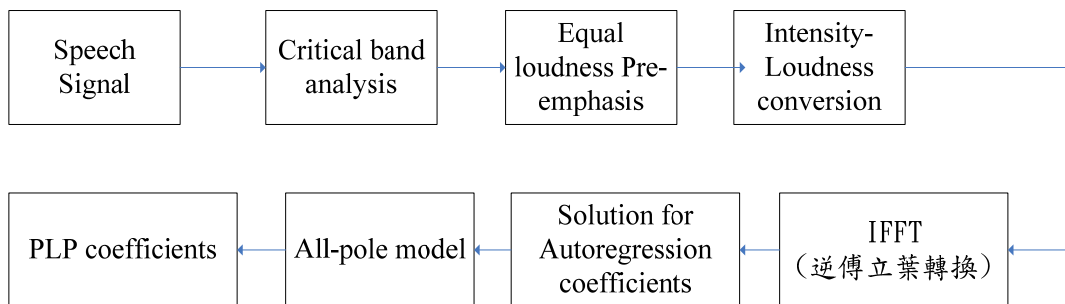 Speech
Signal
Critical band
analysis
Equal
loudness Pre-
emphasis
Intensity-
Loudness
conversion
IFFT
（逆傅立葉轉換）
Solution for
Autoregression
coefficients
All-pole model
PLP coefficients